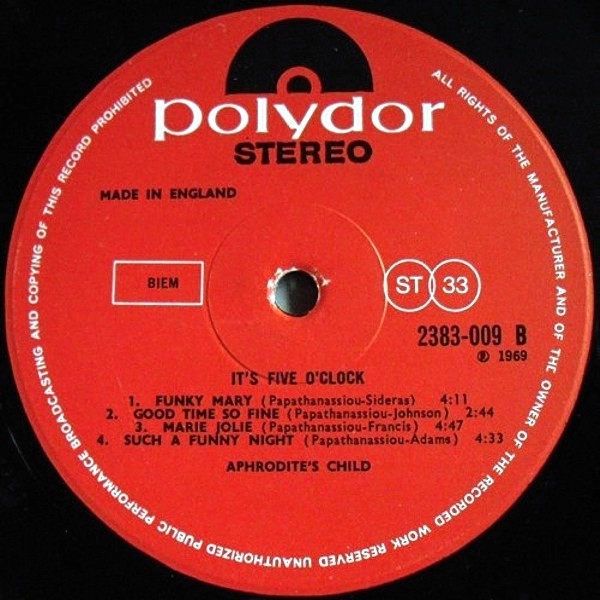 polydor
STEREO
MADE IN ENGLAND
BIEM
ST 33
2383-009 B
℗ 1969
IT'S FIVE O'CLOCK
1. FUNKY MARY (Papathanassiou-Sideras) 4:11
2. GOOD TIME SO FINE (Papathanassiou-Johnson) 2:44
3. MARIE JOLIE (Papathanassiou-Francis) 4:47
4. SUCH A FUNNY NIGHT (Papathanassiou-Adams) 4:33
APHRODITE'S CHILD
ALL RIGHTS OF THE MANUFACTURER AND OF THE OWNER OF THE RECORDED WORK RESERVED UNAUTHORIZED PUBLIC PERFORMANCE BROADCASTING AND COPYING OF THIS RECORD PROHIBITED